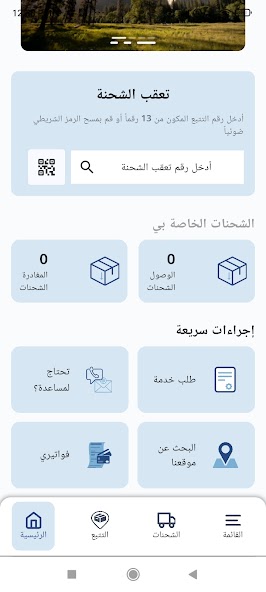 12
تعقب الشحنة
أدخل رقم التتبع المكون من 13 رقماً أو قم بمسح الرمز الشريطي
ضوئياً
أدخل رقم تعقب الشحنة
الشحنات الخاصة بي
0
الوصول
الشحنات
0
المغادرة
الشحنات
إجراءات سريعة
طلب خدمة
تحتاج
لمساعدة؟
البحث عن
موقعنا
فواتيري
القائمة
الشحنات
التتبع
الرئيسية